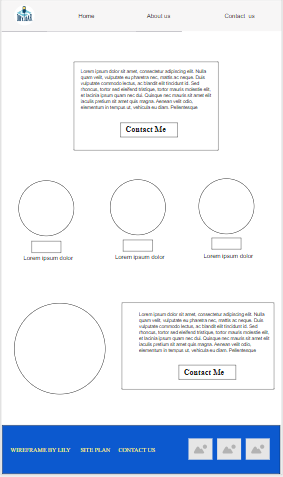 Home
About us
Contact us
Lorem ipsum dolor sit amet, consectetur adipiscing elit. Nulla quam velit, vulputate eu pharetra nec, mattis ac neque. Duis vulputate commodo lectus, ac blandit elit tincidunt id. Sed rhoncus, tortor sed eleifend tristique, tortor mauris molestie elit, et lacinia ipsum quam nec dui. Quisque nec mauris sit amet elit iaculis pretium sit amet quis magna. Aenean velit odio, elementum in tempus ut, vehicula eu diam. Pellentesque
Contact Me
Lorem ipsum dolor
Lorem ipsum dolor
Lorem ipsum dolor
Lorem ipsum dolor sit amet, consectetur adipiscing elit. Nulla quam velit, vulputate eu pharetra nec, mattis ac neque. Duis vulputate commodo lectus, ac blandit elit tincidunt id. Sed rhoncus, tortor sed eleifend tristique, tortor mauris molestie elit, et lacinia ipsum quam nec dui. Quisque nec mauris sit amet elit iaculis pretium sit amet quis magna. Aenean velit odio, elementum in tempus ut, vehicula eu diam. Pellentesque
Contact Me
WIREFRAME BY LILY SITE PLAN CONTACT US